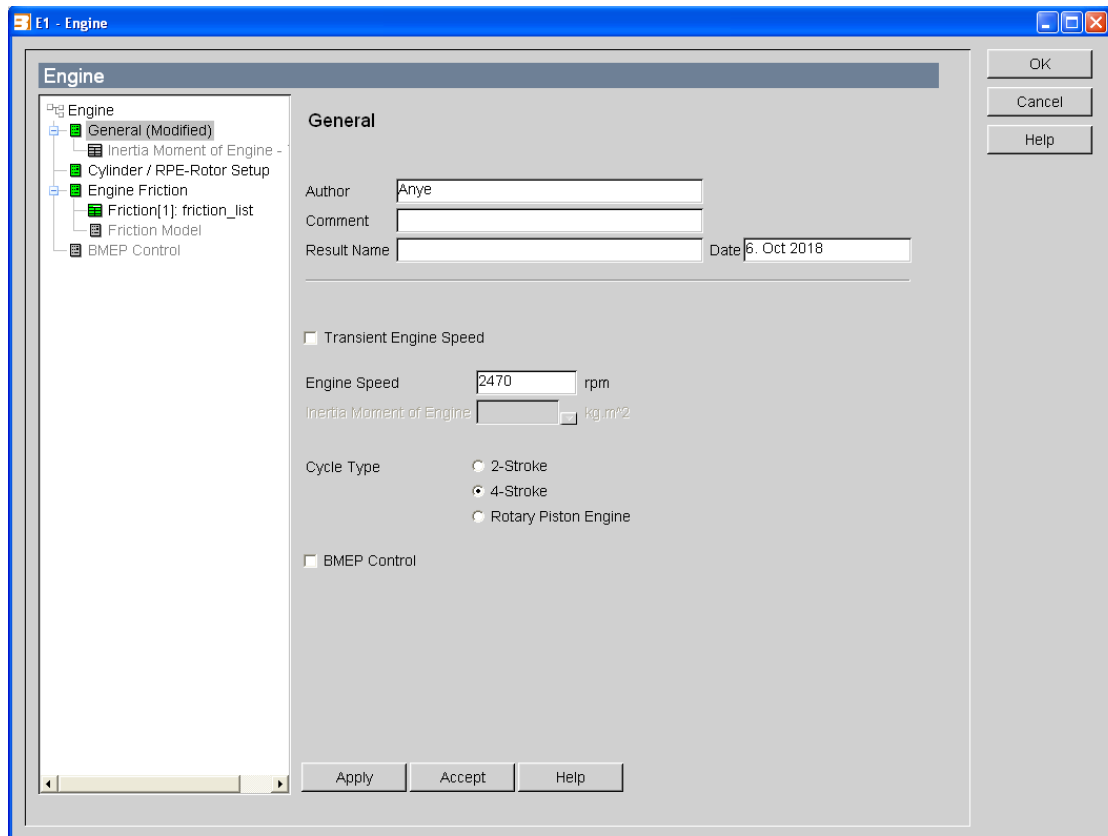 E1 - Engine
Engine
OK
Cancel
Help
Engine
General (Modified)
Inertia Moment of Engine -
Cylinder / RPE-Rotor Setup
Engine Friction
Friction[1]: friction_list
Friction Model
BMEP Control
General
Author Anye
Comment
Result Name Date 6. Oct 2018
Transient Engine Speed
Engine Speed 2470 rpm
Inertia Moment of Engine kg.m^2
Cycle Type 2-Stroke
4-Stroke
Rotary Piston Engine
BMEP Control
Apply Accept Help